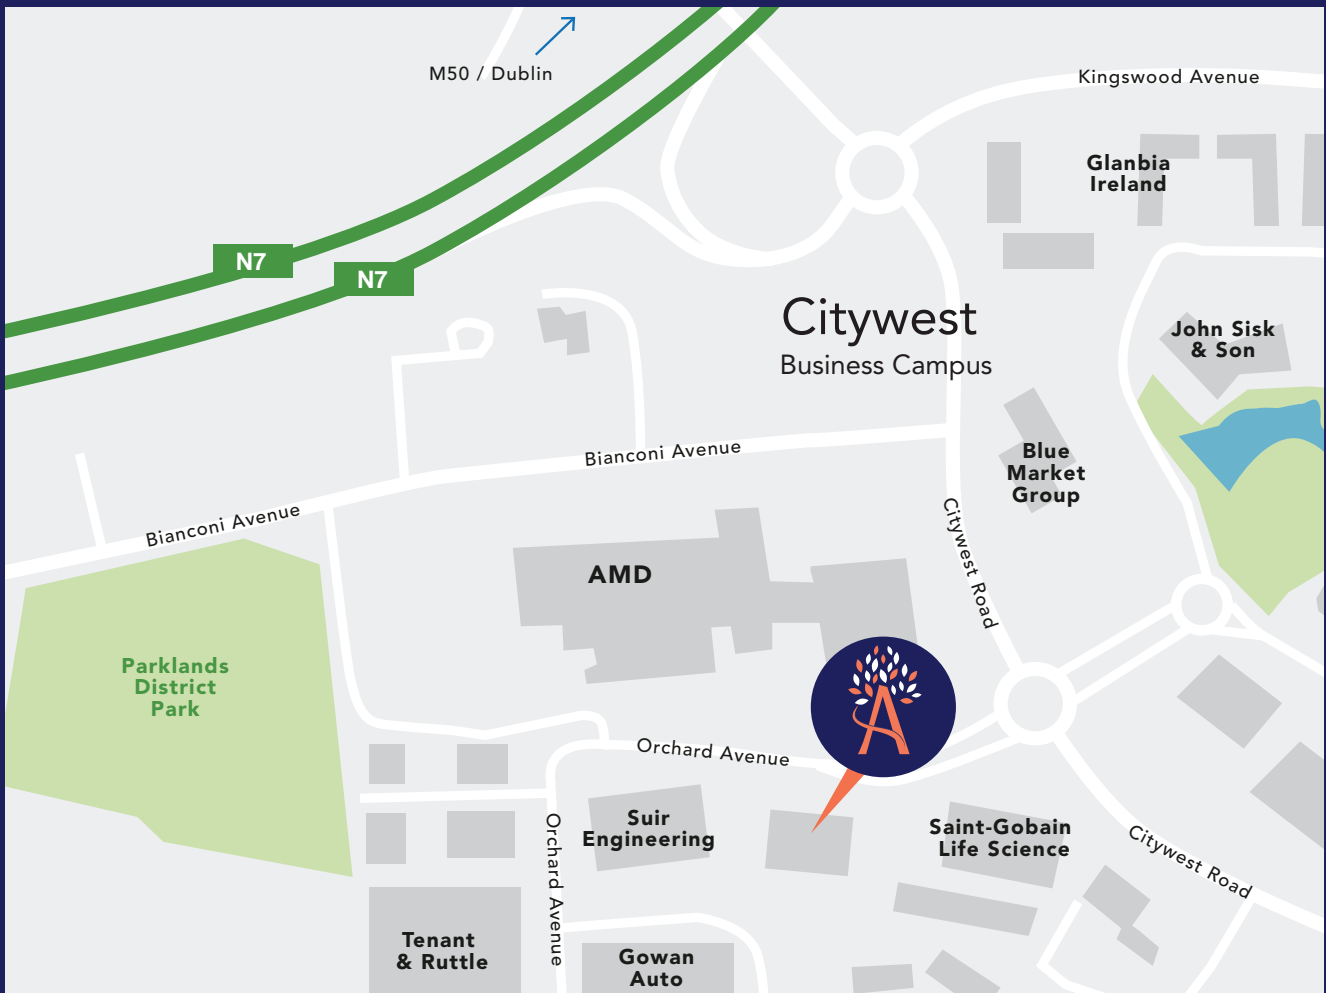 M50 / Dublin
Kingswood Avenue
Glanbia
Ireland
N7
N7
Citywest
Business Campus
John Sisk
& Son
Bianconi Avenue
Blue
Market
Group
Bianconi Avenue
Citywest Road
AMD
Parklands
District
Park
A
Orchard Avenue
Suir
Engineering
Saint-Gobain
Life Science
Citywest Road
Orchard Avenue
Tenant
& Ruttle
Gowan
Auto